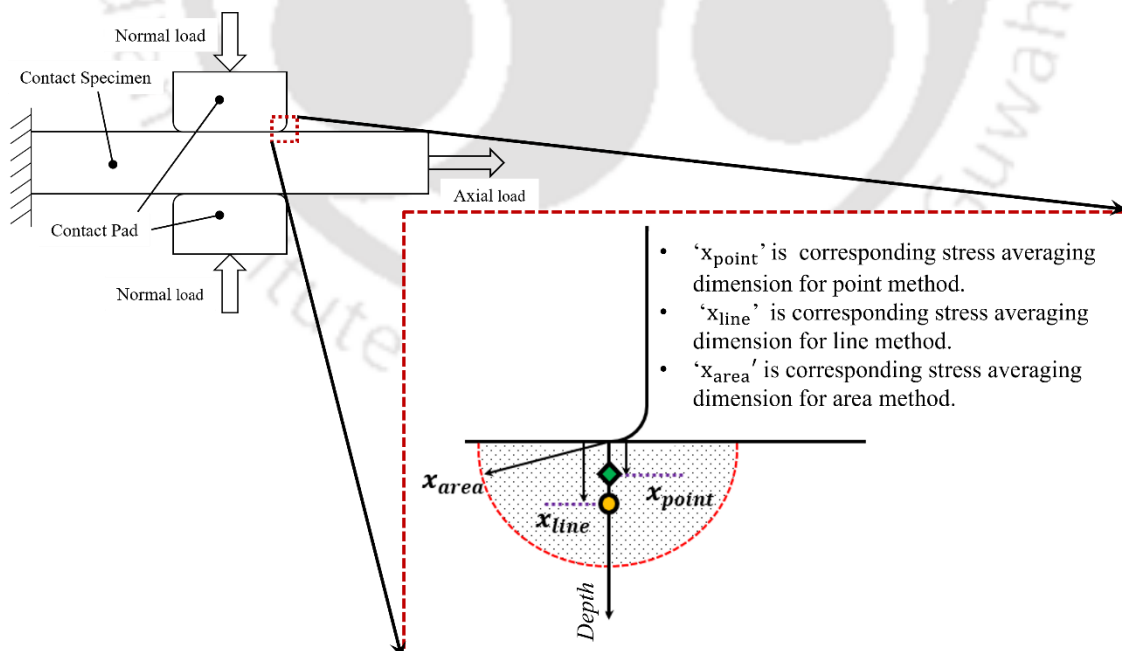 Normal load
Contact Specimen
Axial load
Contact Pad
Normal load
• 'x_point' is corresponding stress averaging
dimension for point method.
• 'x_line' is corresponding stress averaging
dimension for line method.
• 'x_area' is corresponding stress averaging
dimension for area method.
x_area
x_point
x_line
Depth
itute
Guwah